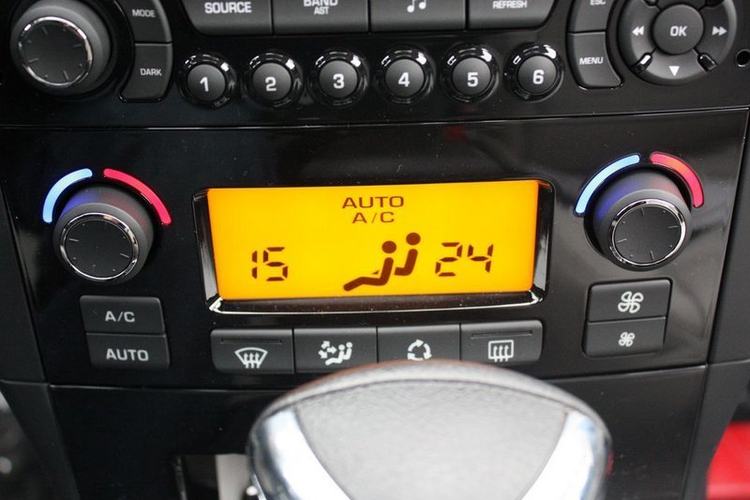 MODE
SOURCE
BAND
AST
REFRESH
ESC
DARK
1
2
3
4
5
6
MENU
OK
AUTO
A/C
15
24
A/C
AUTO